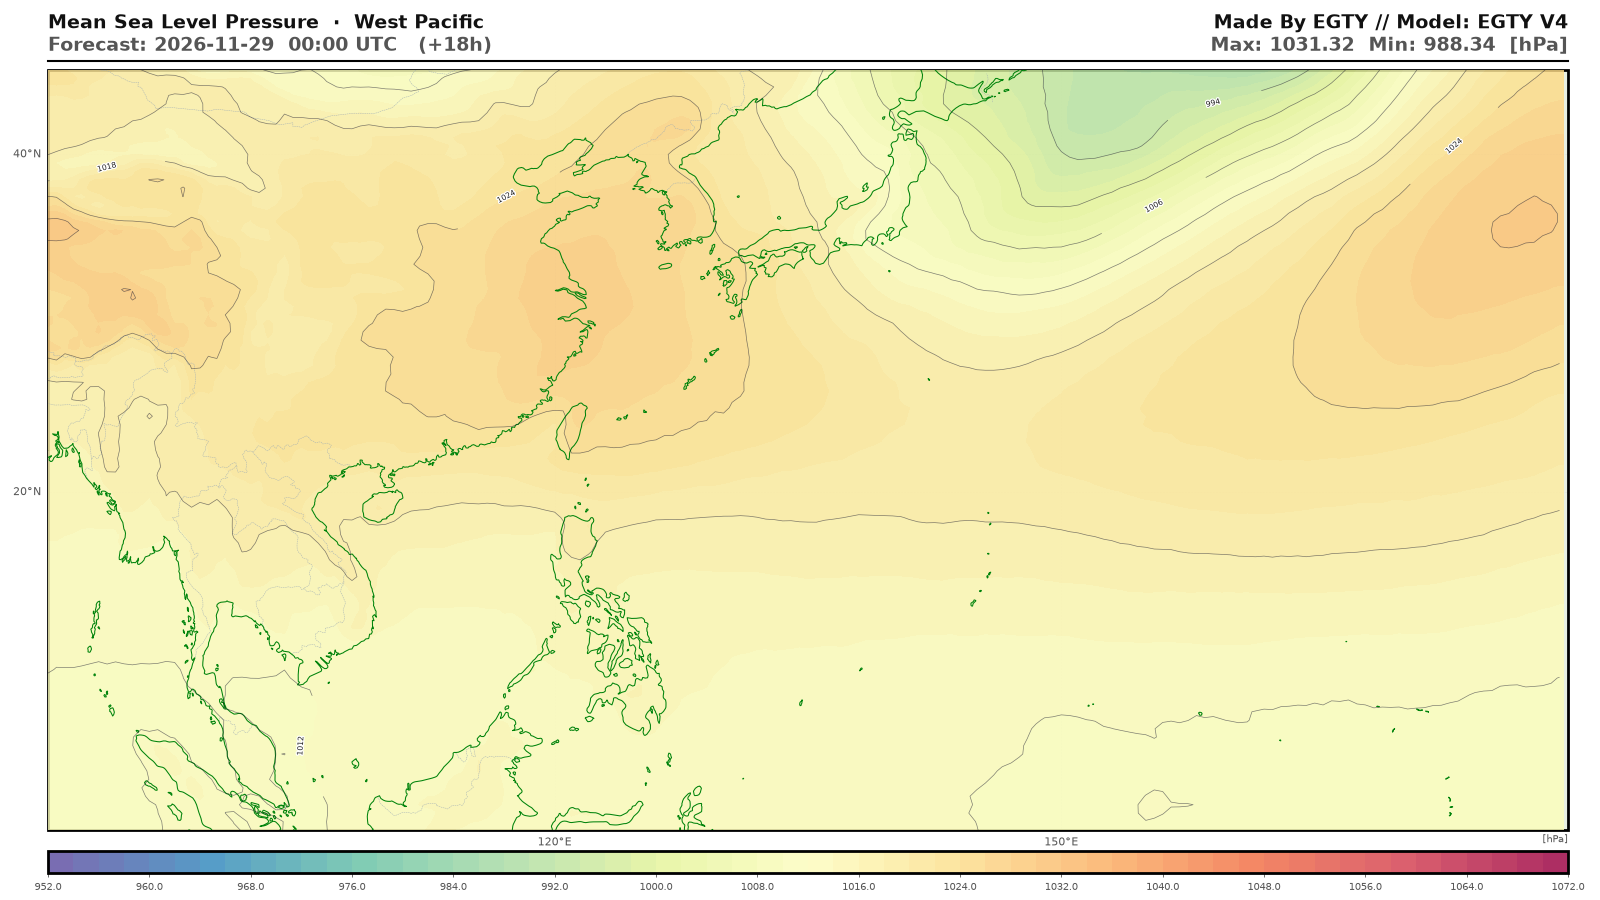 Mean Sea Level Pressure · West Pacific
Made By EGTY // Model: EGTY V4
Forecast: 2026-11-29 00:00 UTC (+18h)
Max: 1031.32 Min: 988.34 [hPa]
994
1024
40°N
1018
1024
1006
20°N
1012
120°E
150°E
[hPa]
952.0
960.0
968.0
976.0
984.0
992.0
1000.0
1008.0
1016.0
1024.0
1032.0
1040.0
1048.0
1056.0
1064.0
1072.0